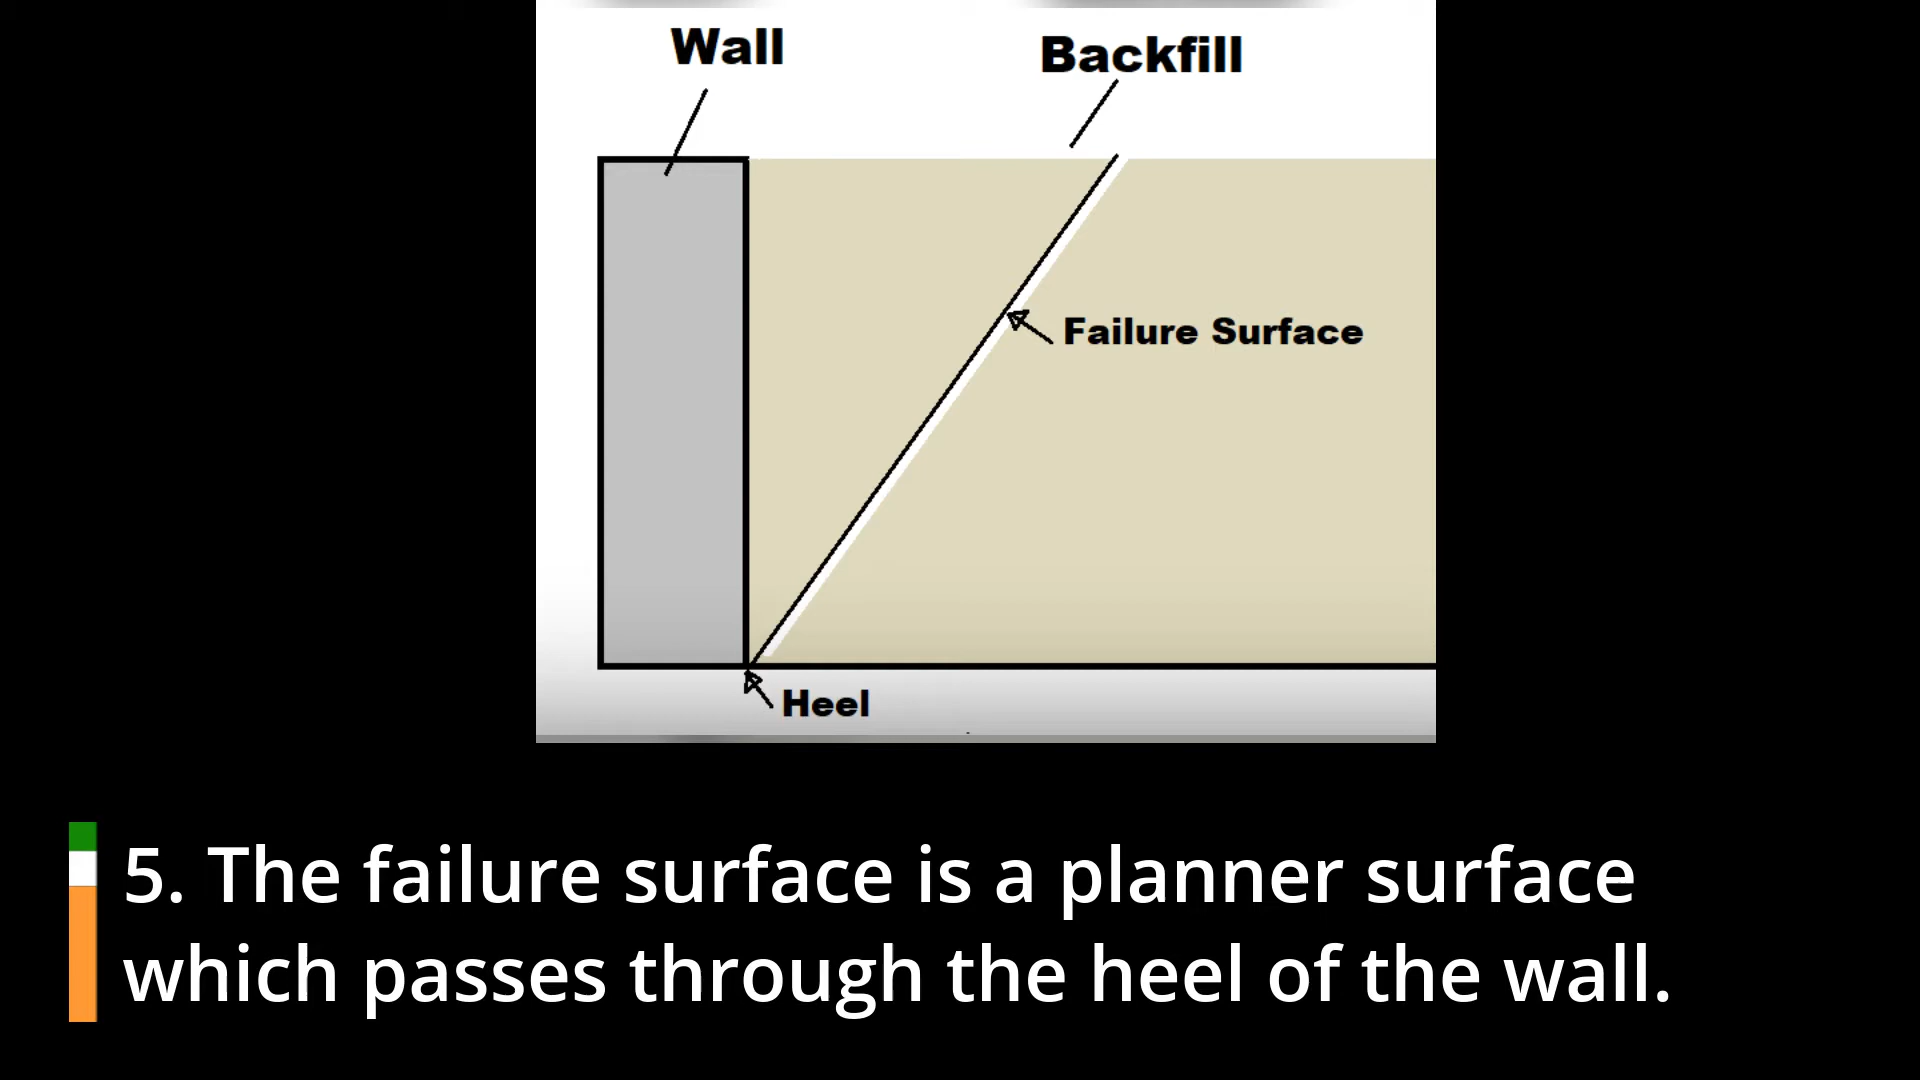 Wall
Backfill
Failure Surface
Heel
5. The failure surface is a planner surface
which passes through the heel of the wall.